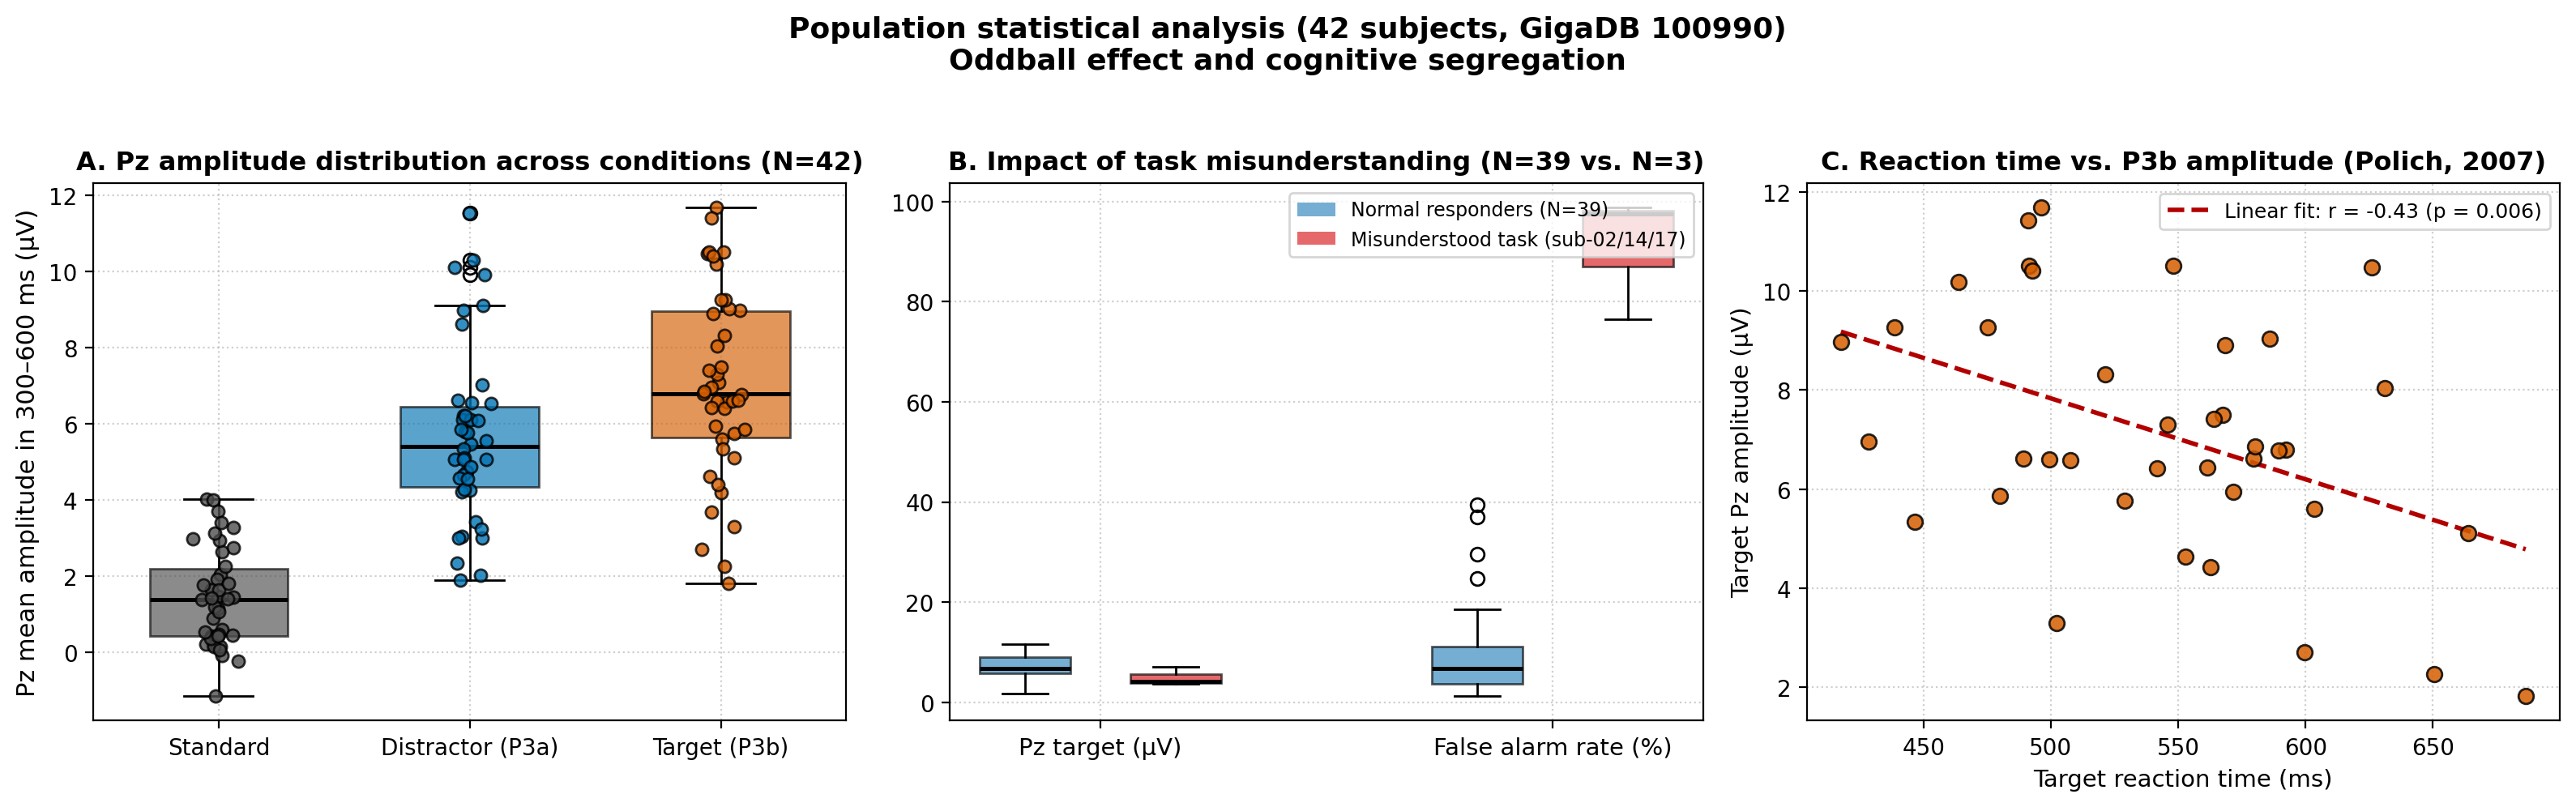 Population statistical analysis (42 subjects, GigaDB 100990)
Oddball effect and cognitive segregation
A. Pz amplitude distribution across conditions (N=42)
Pz mean amplitude in 300–600 ms (µV)
12
10
8
6
4
2
0
Standard
Distractor (P3a)
Target (P3b)
B. Impact of task misunderstanding (N=39 vs. N=3)
Normal responders (N=39)
Misunderstood task (sub-02/14/17)
100
80
60
40
20
0
Pz target (µV)
False alarm rate (%)
C. Reaction time vs. P3b amplitude (Polich, 2007)
Linear fit: r = -0.43 (p = 0.006)
Target Pz amplitude (µV)
12
10
8
6
4
2
450
500
550
600
650
Target reaction time (ms)